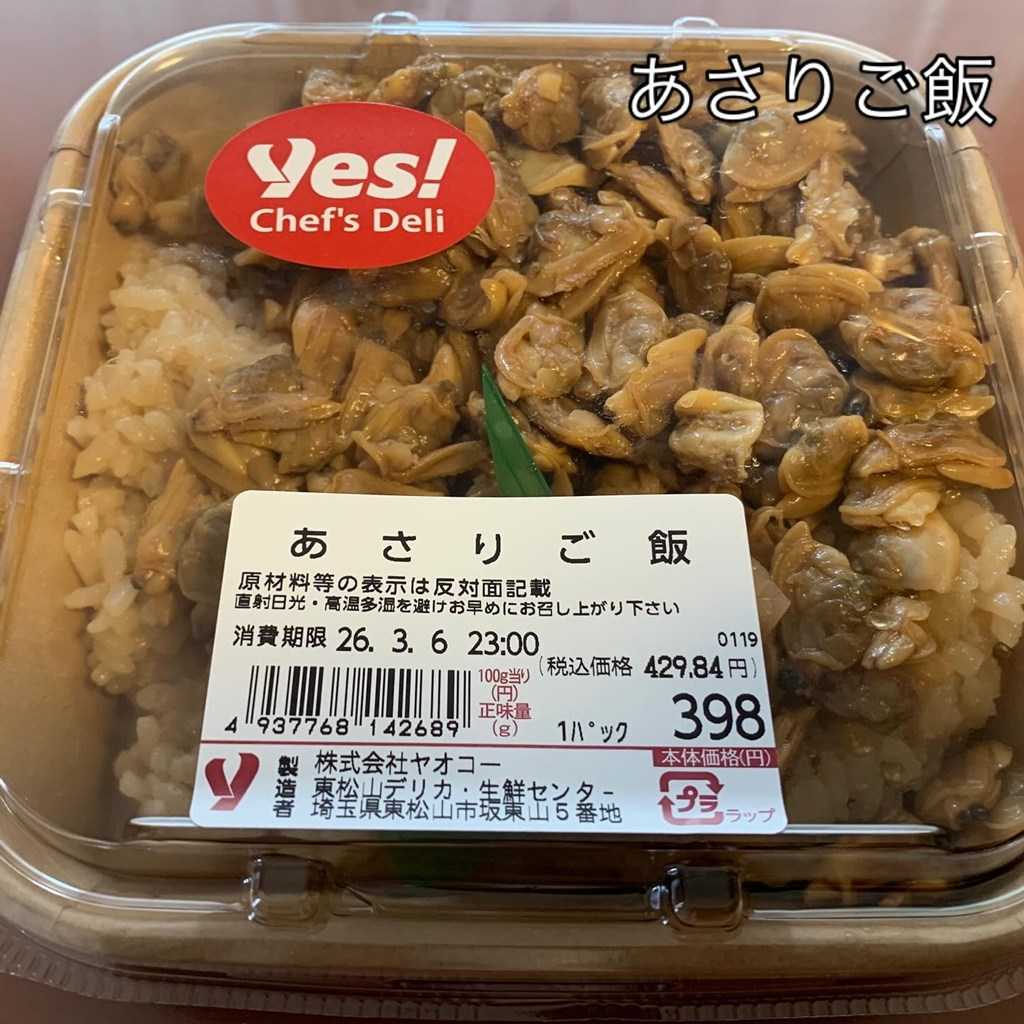 あさりご飯
yes!
Chef's Deli
あさりご飯
原材料等の表示は反対面記載
直射日光・高温多湿を避けお早めにお召し上がり下さい
消費期限 26. 3. 6 23:00
0119
(税込価格 429.84円)
100g当り
(円)
正味量
(g)
1パック
398
本体価格(円)
4 937768 142689
製造者
株式会社ヤオコー
東松山デリカ・生鮮センター
埼玉県東松山市坂東山5番地
プラ
ラップ